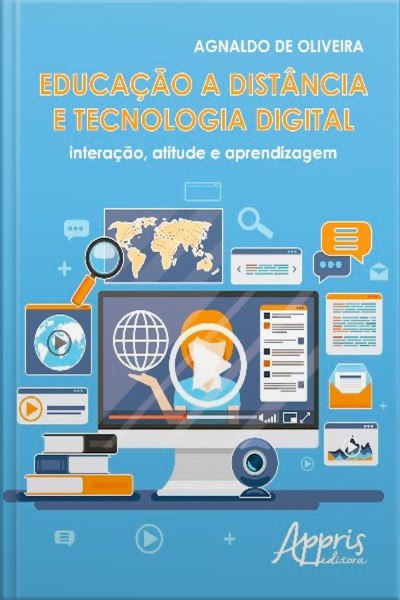 AGNALDO DE OLIVEIRA
EDUCAÇÃO A DISTÂNCIA
E TECNOLOGIA DIGITAL
interação, atitude e aprendizagem
Appris
editora